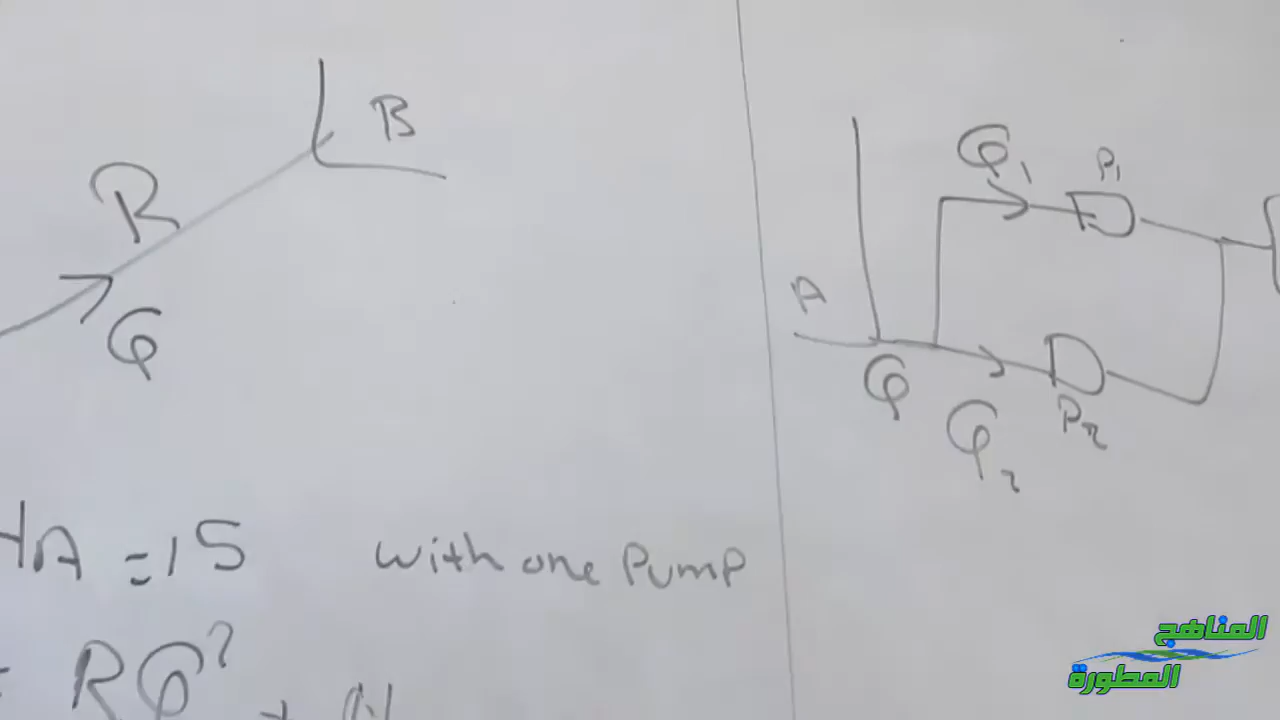 B
R
Q
HA = 15 with one Pump
= RQ² +
Q1
P1
A
Q
Q2
P2
المناهج
المطورة